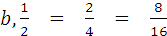 b, 1/2 = 2/4 = 8/16